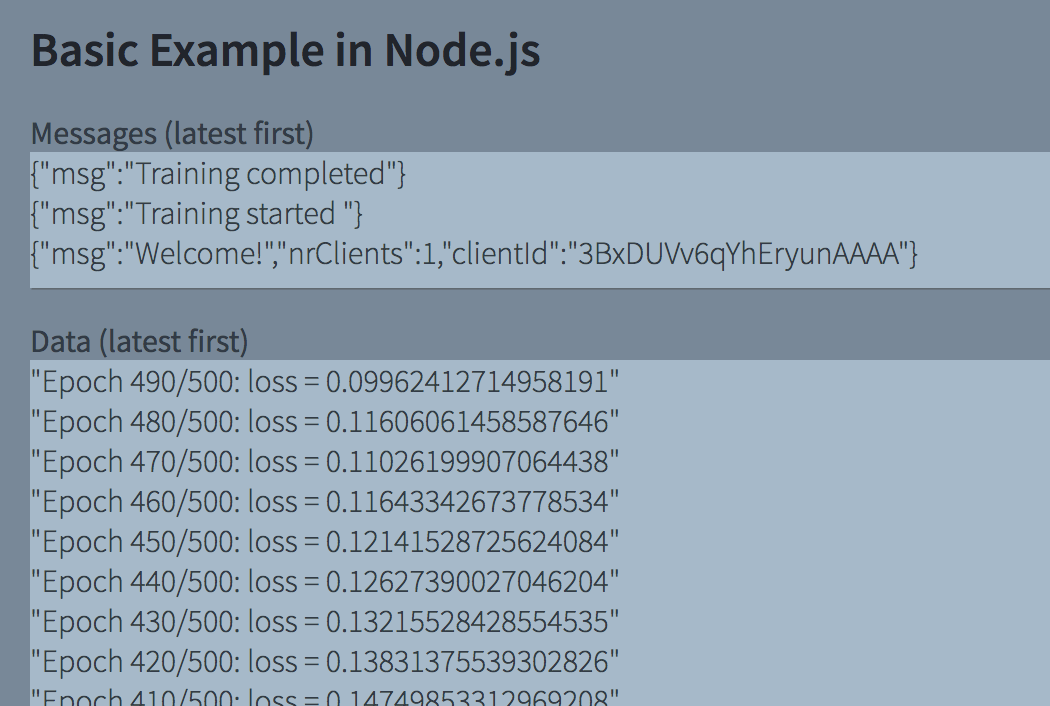 Basic Example in Node.js
Messages (latest first)
{"msg":"Training completed"}
{"msg":"Training started "}
{"msg":"Welcome!","nrClients":1,"clientId":"3BxDUVv6qYhEryunAAAA"}
Data (latest first)
"Epoch 490/500: loss = 0.09962412714958191"
"Epoch 480/500: loss = 0.11606061458587646"
"Epoch 470/500: loss = 0.11026199907064438"
"Epoch 460/500: loss = 0.11643342673778534"
"Epoch 450/500: loss = 0.12141528725624084"
"Epoch 440/500: loss = 0.12627390027046204"
"Epoch 430/500: loss = 0.13215528428554535"
"Epoch 420/500: loss = 0.13831375539302826"
"Epoch 410/500: loss = 0.14749853312969208"